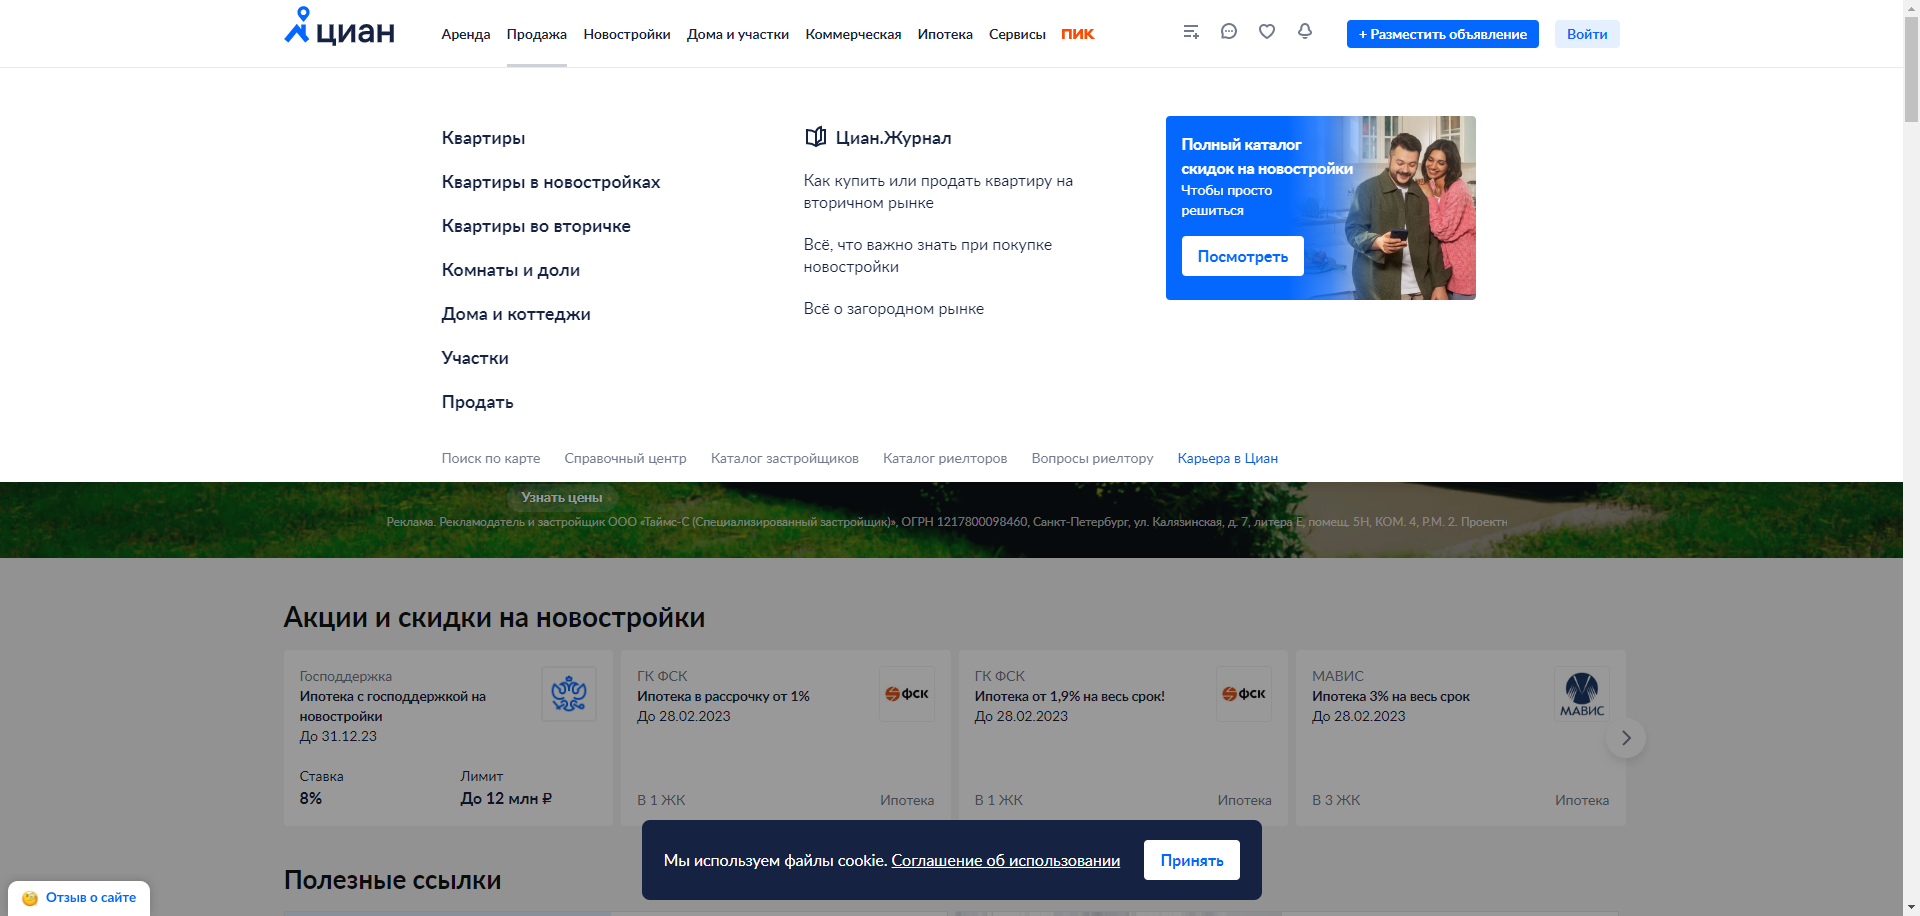 циан
Аренда Продажа Новостройки Дома и участки Коммерческая Ипотека Сервисы ПИК
+ Разместить объявление
Войти
Квартиры
Квартиры в новостройках
Квартиры во вторичке
Комнаты и доли
Дома и коттеджи
Участки
Продать
Циан.Журнал
Как купить или продать квартиру на
вторичном рынке
Всё, что важно знать при покупке
новостройки
Всё о загородном рынке
Полный каталог
скидок на новостройки
Чтобы просто
решиться
Посмотреть
Поиск по карте Справочный центр Каталог застройщиков Каталог риелторов Вопросы риелтору Карьера в Циан
Узнать цены
Реклама. Рекламодатель и застройщик ООО «Таймс-С (Специализированный застройщик)», ОГРН 1217800098460, Санкт-Петербург, ул. Калязинская, д. 7, литера Е, помещ. 5Н, КОМ. 4, Р.М. 2. Проектн
Акции и скидки на новостройки
Господдержка
Ипотека с господдержкой на
новостройки
До 31.12.23
Ставка Лимит
8% До 12 млн ₽
ГК ФСК
Ипотека в рассрочку от 1%
До 28.02.2023
ФСК
В 1 ЖК Ипотека
ГК ФСК
Ипотека от 1,9% на весь срок!
До 28.02.2023
ФСК
В 1 ЖК Ипотека
МАВИС
Ипотека 3% на весь срок
До 28.02.2023
МАВИС
В 3 ЖК Ипотека
Мы используем файлы cookie. Соглашение об использовании
Принять
Полезные ссылки
Отзыв о сайте